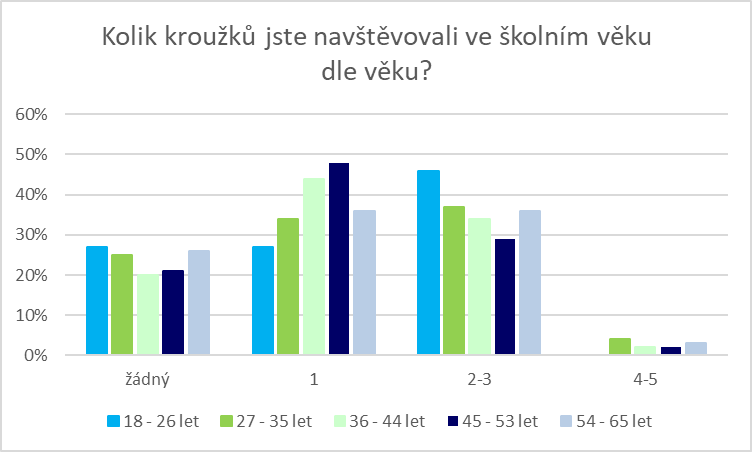 Kolik kroužků jste navštěvovali ve školním věku
dle věku?
60%
50%
40%
30%
20%
10%
0%
žádný 1 2-3 4-5
18 - 26 let 27 - 35 let 36 - 44 let 45 - 53 let 54 - 65 let